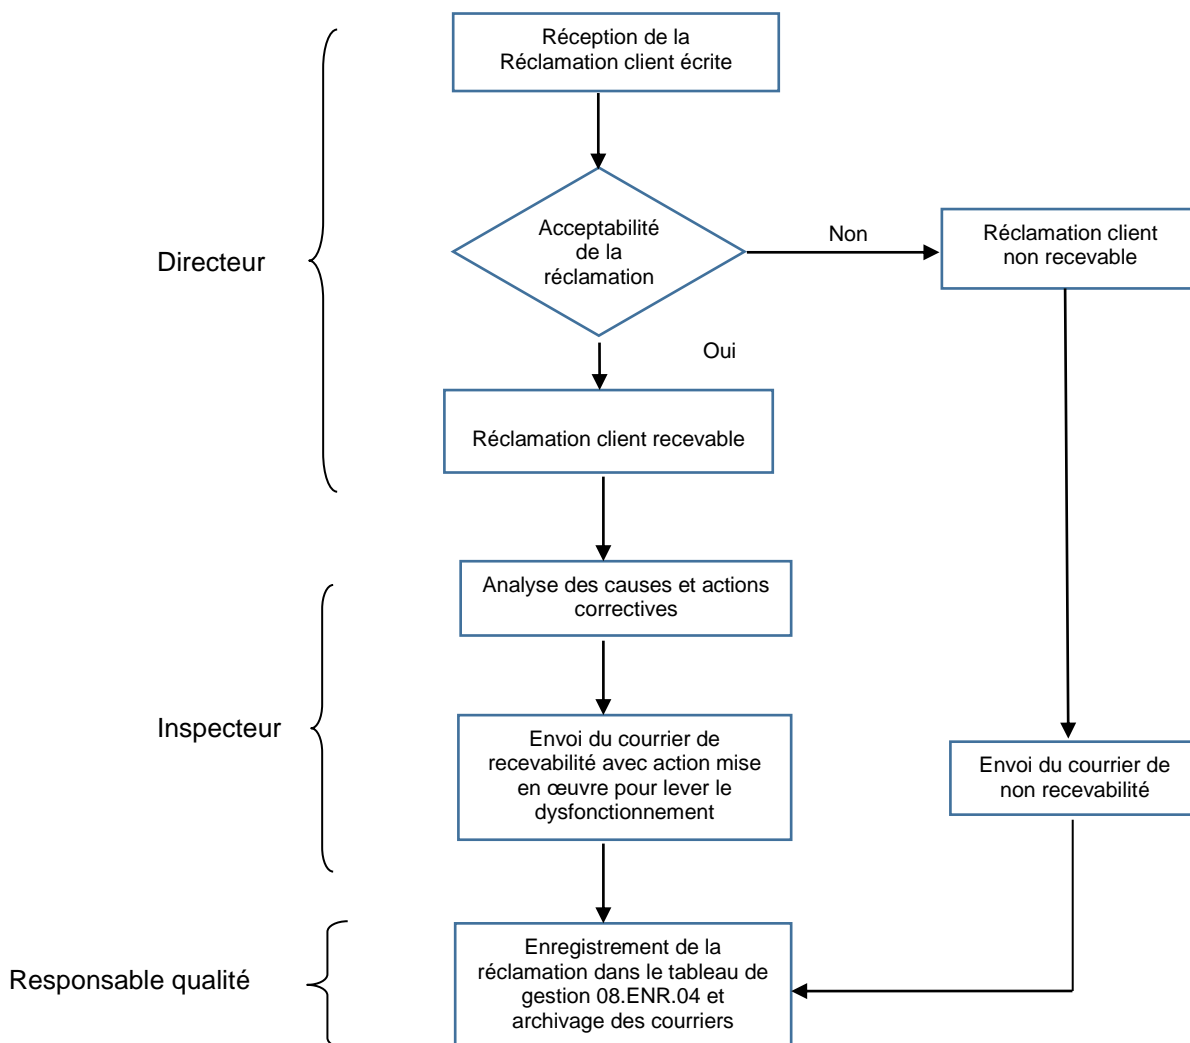 Réception de la
Réclamation client écrite
Directeur
Acceptabilité
de la
réclamation
Non
Réclamation client
non recevable
Oui
Réclamation client recevable
Analyse des causes et actions
correctives
Inspecteur
Envoi du courrier de
recevabilité avec action mise
en œuvre pour lever le
dysfonctionnement
Envoi du courrier de
non recevabilité
Responsable qualité
Enregistrement de la
réclamation dans le tableau de
gestion 08.ENR.04 et
archivage des courriers